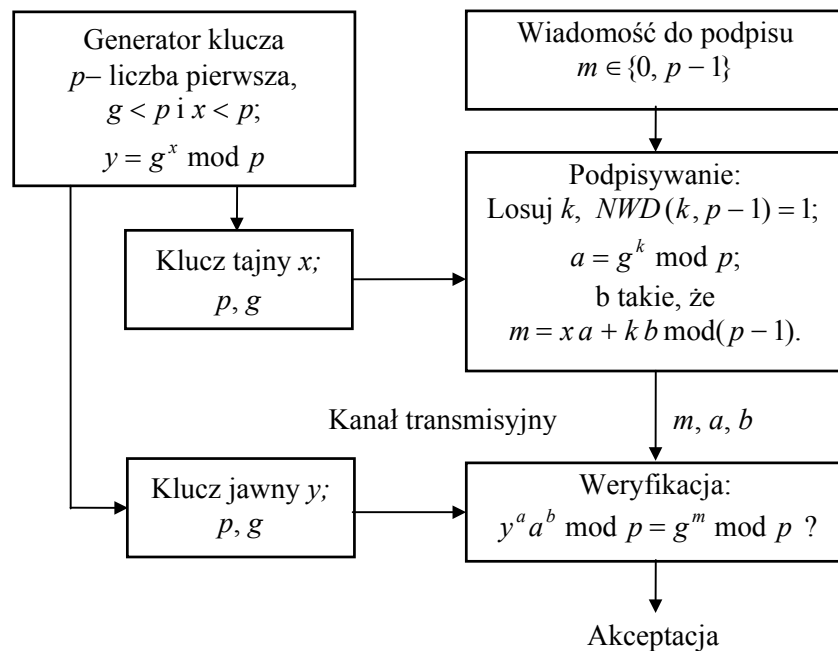 Generator klucza
p– liczba pierwsza,
g < p i x < p;
y = g^x mod p
Wiadomość do podpisu
m ∈{0, p −1}
Podpisywanie:
Losuj k, NWD(k, p −1) = 1;
a = g^k mod p;
b takie, że
m = x a + k b mod(p −1).
Klucz tajny x;
p, g
Kanał transmisyjny
m, a, b
Klucz jawny y;
p, g
Weryfikacja:
y^a a^b mod p = g^m mod p ?
Akceptacja